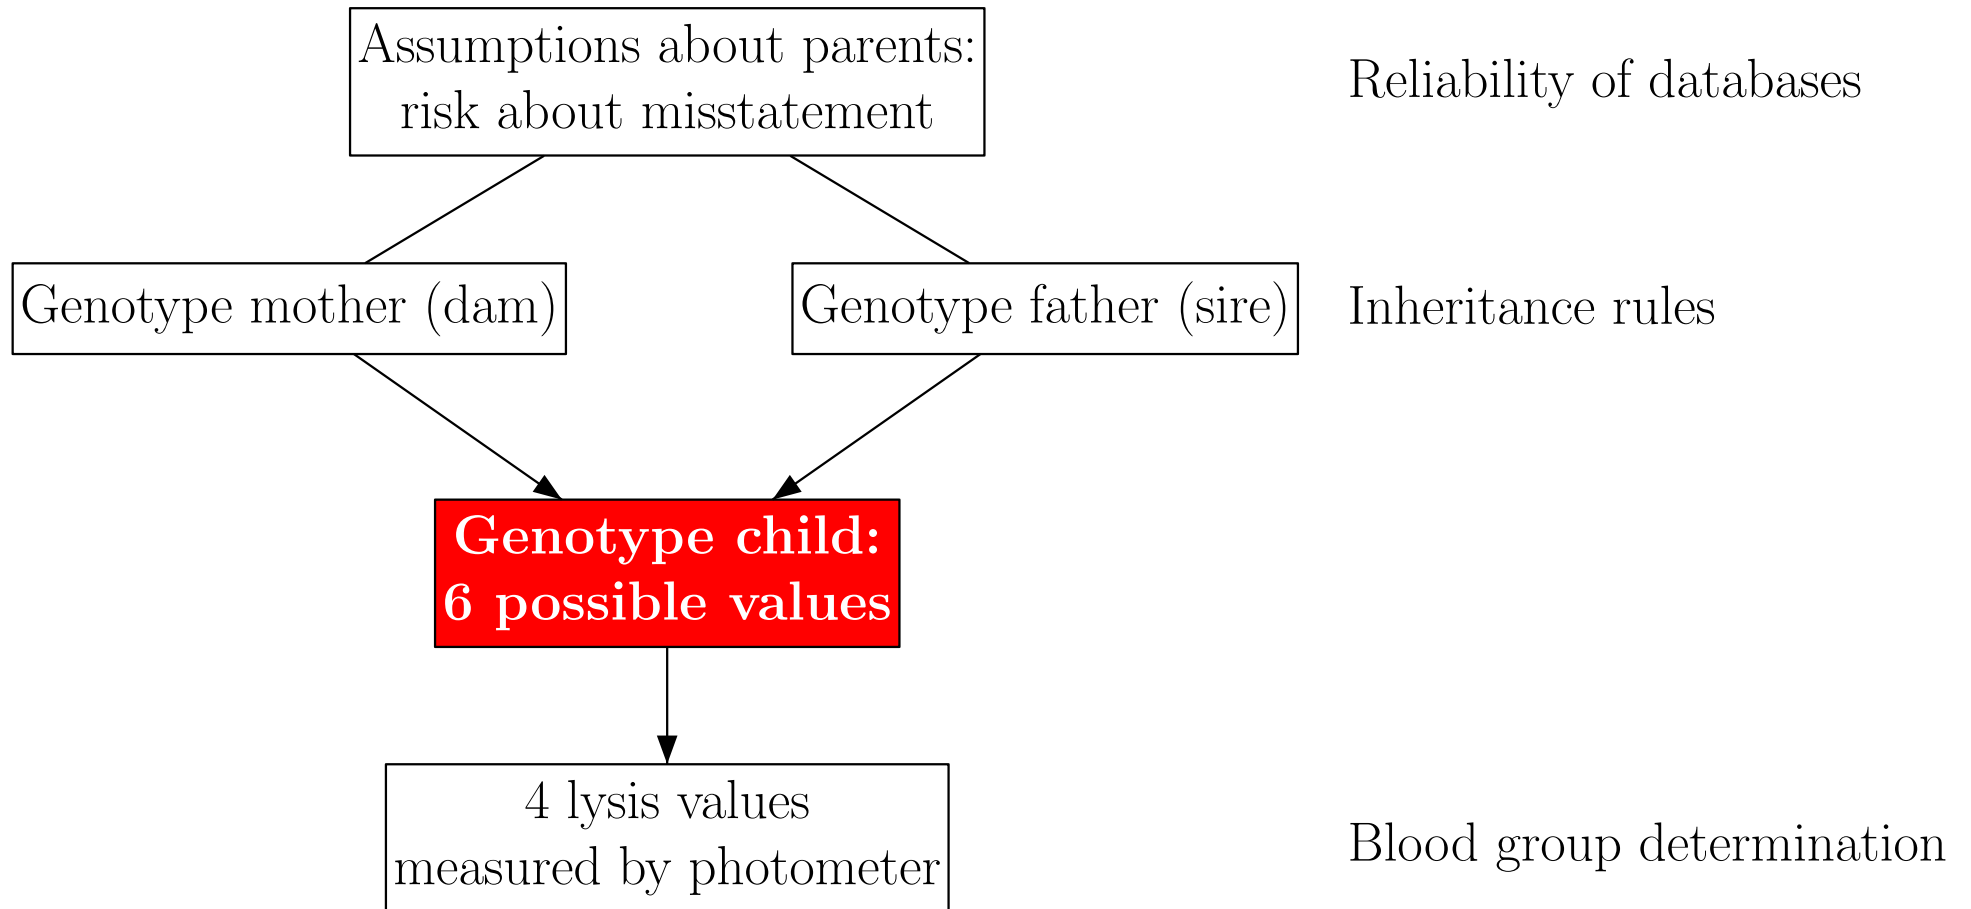 Assumptions about parents:
risk about misstatement
Reliability of databases
Genotype mother (dam)
Genotype father (sire)
Inheritance rules
Genotype child:
6 possible values
4 lysis values
measured by photometer
Blood group determination